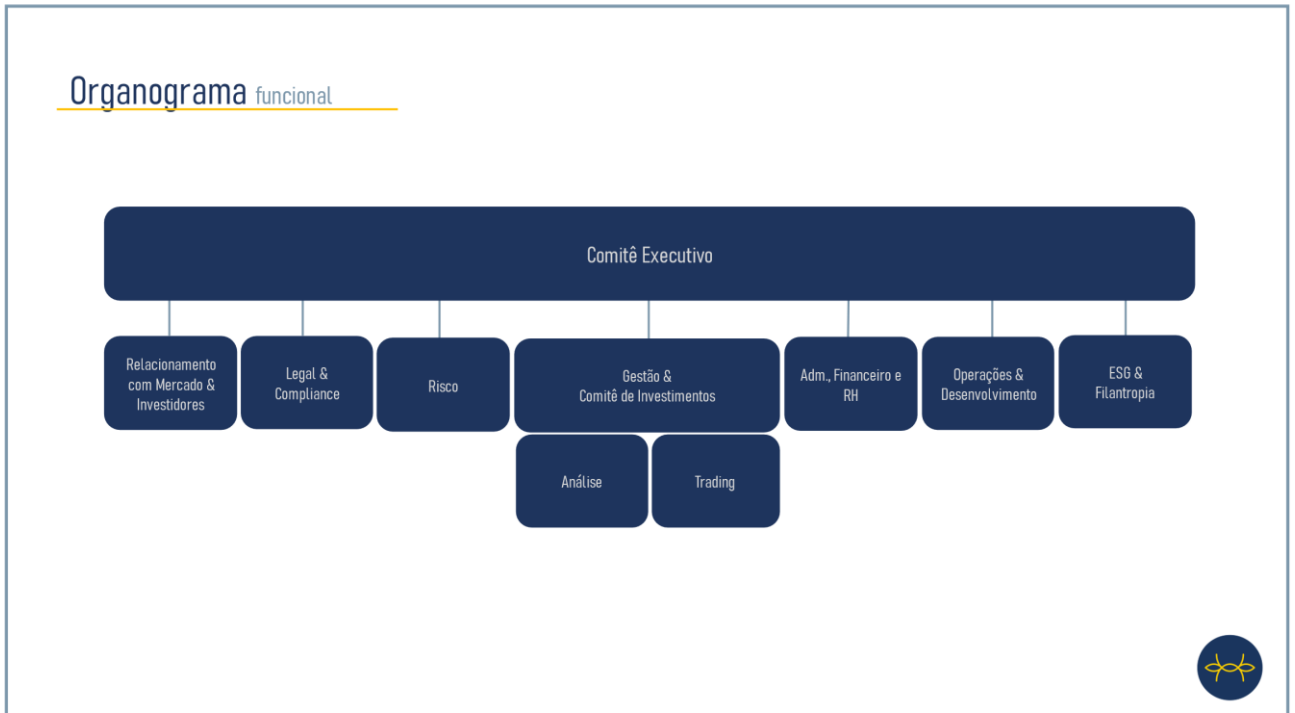 Organograma funcional
Comitê Executivo
Relacionamento
com Mercado &
Investidores
Legal &
Compliance
Risco
Gestão &
Comitê de Investimentos
Adm., Financeiro e
RH
Operações &
Desenvolvimento
ESG &
Filantropia
Análise
Trading